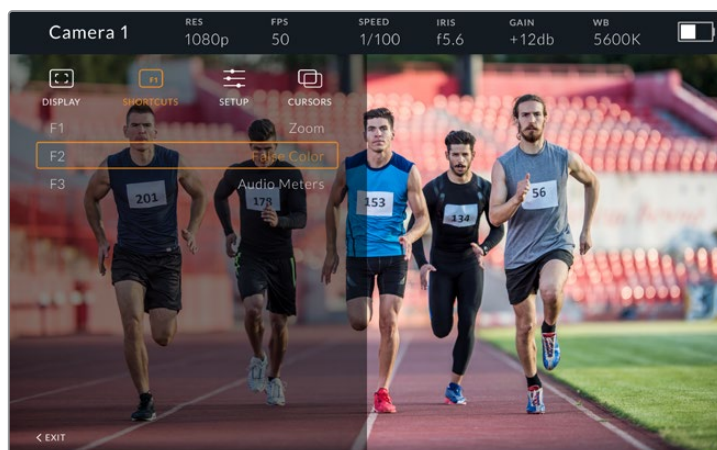 Camera 1
RES
1080p
FPS
50
SPEED
1/100
IRIS
f5.6
GAIN
+12db
WB
5600K
DISPLAY
F1
SHORTCUTS
SETUP
CURSORS
F1 Zoom
F2 False Color
F3 Audio Meters
201
178
153
134
56
< EXIT